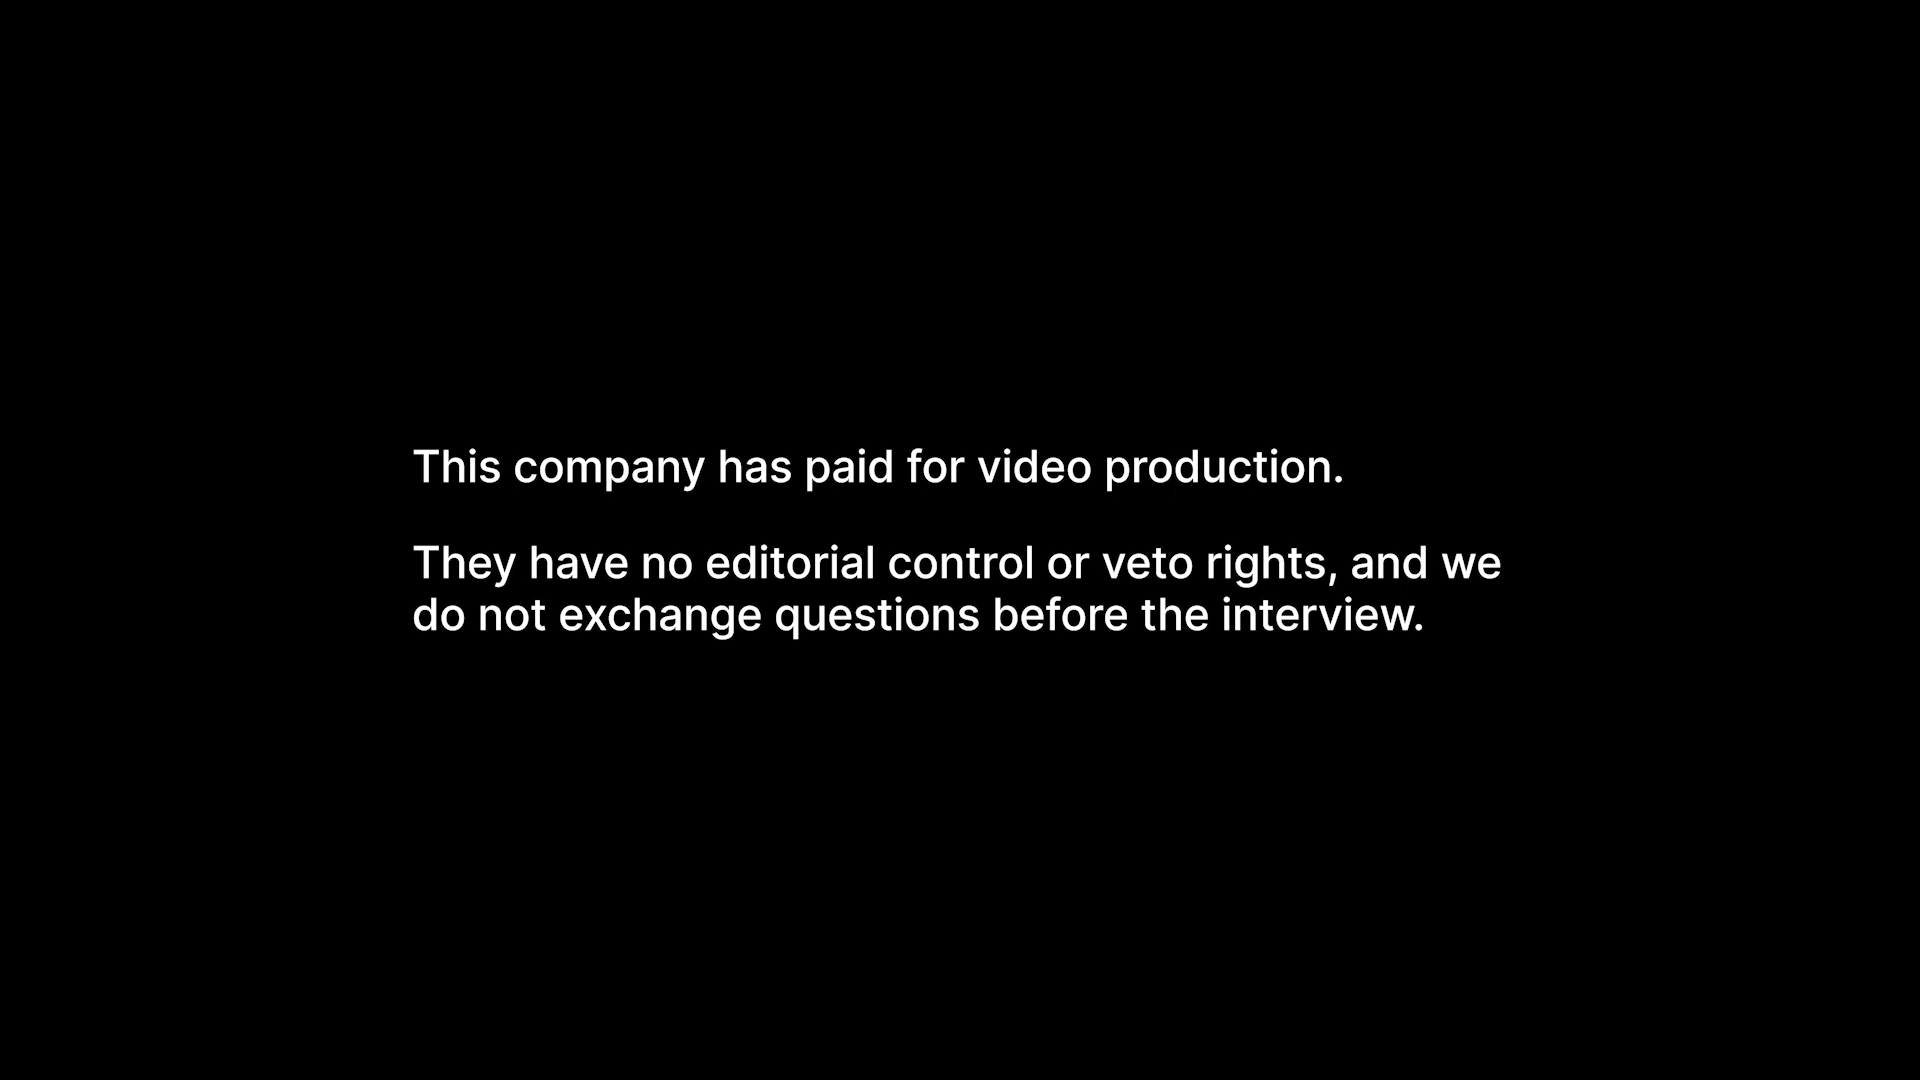 This company has paid for video production.
They have no editorial control or veto rights, and we
do not exchange questions before the interview.